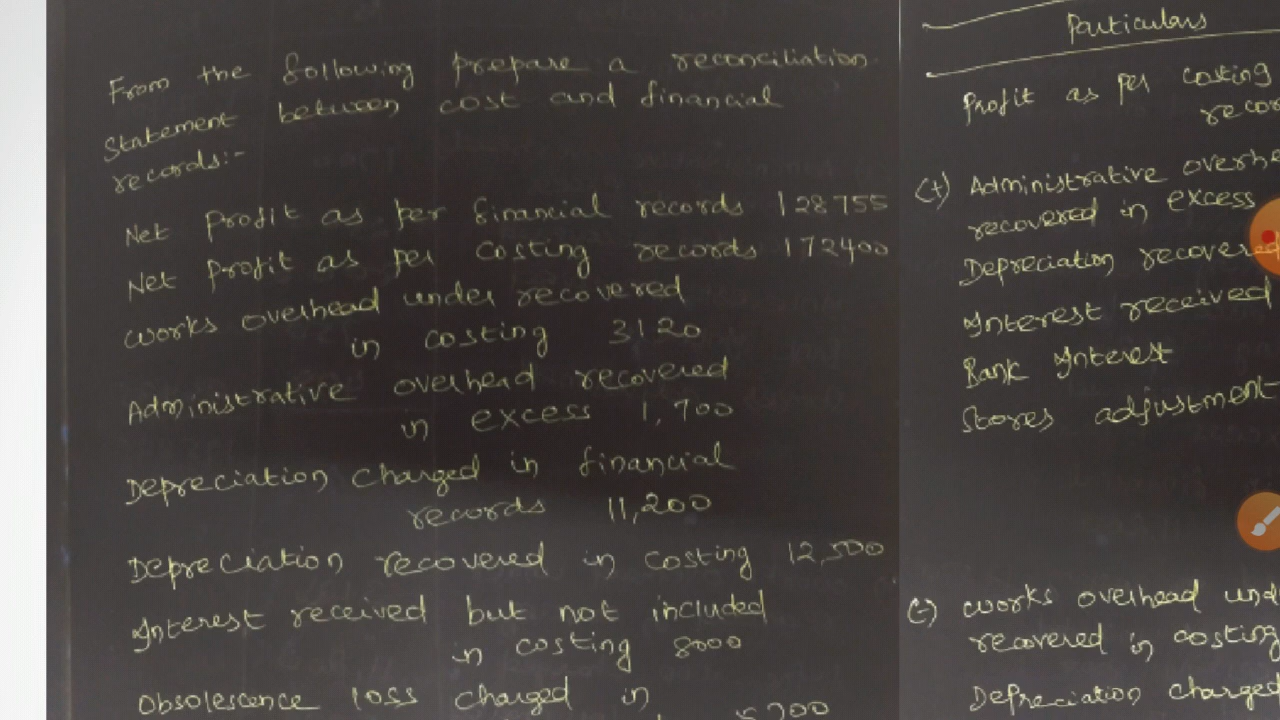 From the following prepare a reconciliation
Statement between cost and financial
records:-
Net Profit as per financial records 128755
Net Profit as per Costing records 172400
works overhead under recovered
in costing 3120
Administrative overhead recovered
in excess 1,700
Depreciation charged in financial
records 11,200
Depreciation recovered in costing 12,500
Interest received but not included
in costing 8000
Obsolescence loss charged in
5700
Particulars
Profit as per costing
(+) Administrative
recovered in excess
Depreciation
Interest received
Bank Interest
Stores adjustment
(-) works overhead
recovered in costing
Depreciation charged